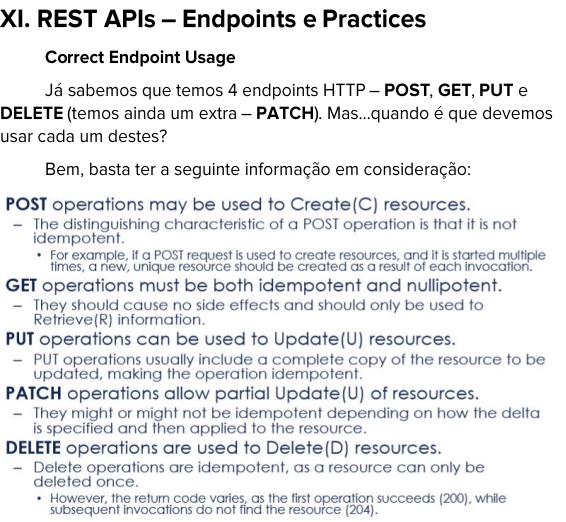 XI. REST APIs – Endpoints e Practices
Correct Endpoint Usage
Já sabemos que temos 4 endpoints HTTP – POST, GET, PUT e
DELETE (temos ainda um extra – PATCH). Mas...quando é que devemos
usar cada um destes?
Bem, basta ter a seguinte informação em consideração:
POST operations may be used to Create(C) resources.
– The distinguishing characteristic of a POST operation is that it is not
idempotent.
• For example, if a POST request is used to create resources, and it is started multiple
times, a new, unique resource should be created as a result of each invocation.
GET operations must be both idempotent and nullipotent.
– They should cause no side effects and should only be used to
Retrieve(R) information.
PUT operations can be used to Update(U) resources.
– PUT operations usually include a complete copy of the resource to be
updated, making the operation idempotent.
PATCH operations allow partial Update(U) of resources.
– They might or might not be idempotent depending on how the delta
is specified and then applied to the resource.
DELETE operations are used to Delete(D) resources.
– Delete operations are idempotent, as a resource can only be
deleted once.
• However, the return code varies, as the first operation succeeds (200), while
subsequent invocations do not find the resource (204).